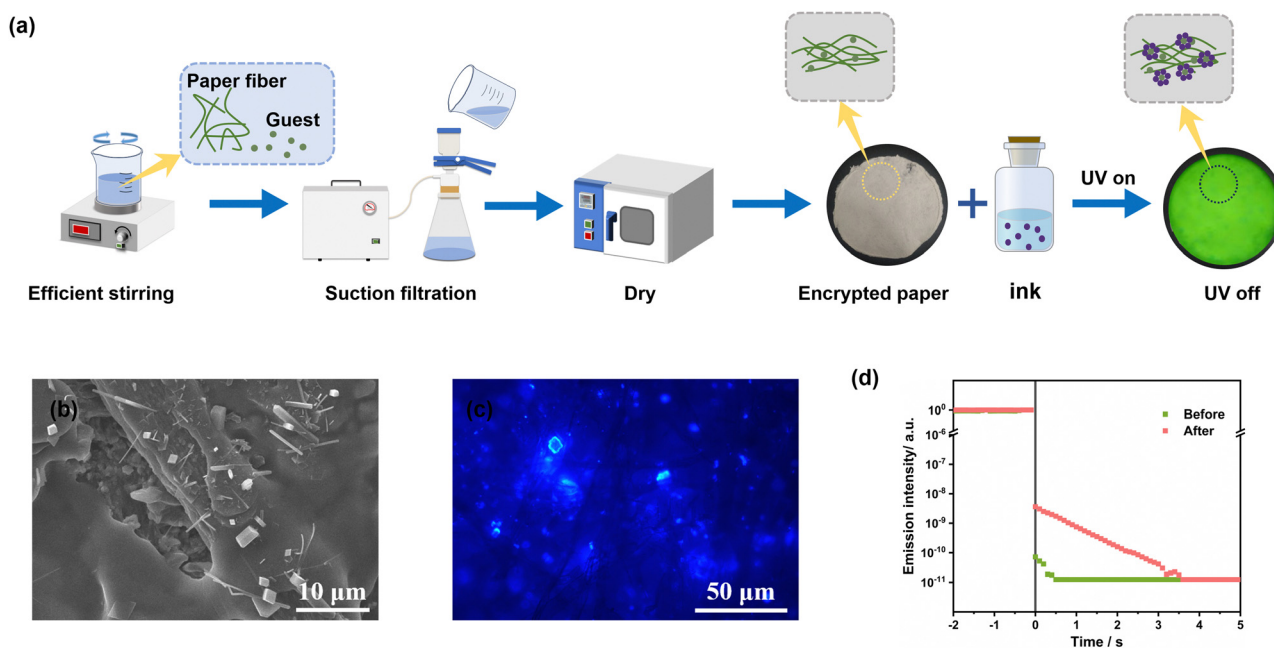 (a)
Paper fiber
Guest
UV on
Efficient stirring
Suction filtration
Dry
Encrypted paper
ink
UV off
(b)
10 μm
(c)
50 μm
(d)
Emission intensity/ a.u.
10⁰
10⁻⁶
10⁻⁷
10⁻⁸
10⁻⁹
10⁻¹⁰
10⁻¹¹
Before
After
-2 -1 0 1 2 3 4 5
Time / s